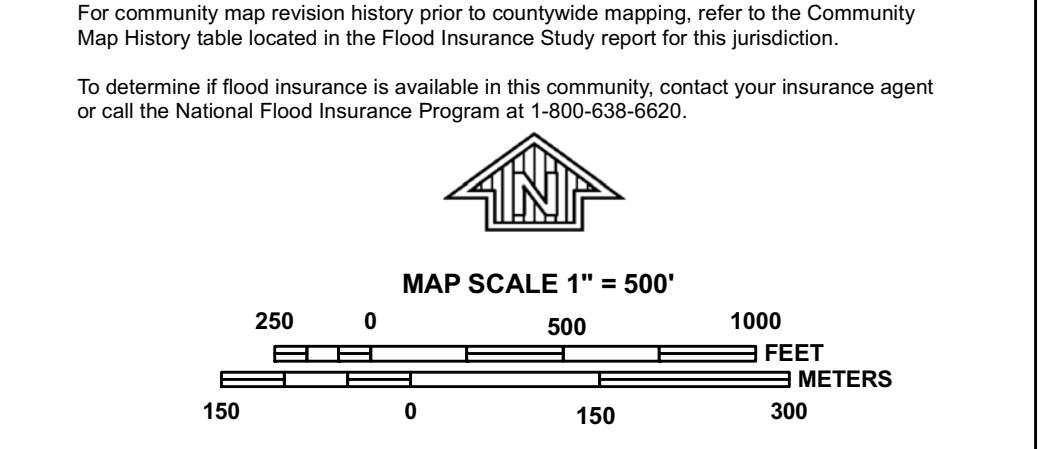 For community map revision history prior to countywide mapping, refer to the Community
Map History table located in the Flood Insurance Study report for this jurisdiction.
To determine if flood insurance is available in this community, contact your insurance agent
or call the National Flood Insurance Program at 1-800-638-6620.
N
MAP SCALE 1" = 500'
250 0 500 1000
FEET
METERS
150 0 150 300